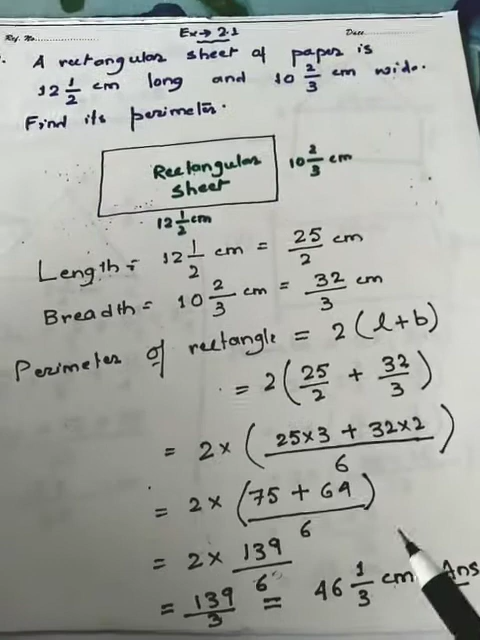 Ref. No. Ex → 2.1 Date
A rectangular sheet of paper is
12 1/2 cm long and 10 2/3 cm wide.
Find its perimeter.
Rectangular
sheet
10 2/3 cm
12 1/2 cm
Length = 12 1/2 cm = 25/2 cm
Breadth = 10 2/3 cm = 32/3 cm
Perimeter of rectangle = 2 (l+b)
= 2 (25/2 + 32/3)
= 2 × (25×3 + 32×2 / 6)
= 2 × (75 + 64 / 6)
= 2 × 139/6
= 139/3 = 46 1/3 cm Ans